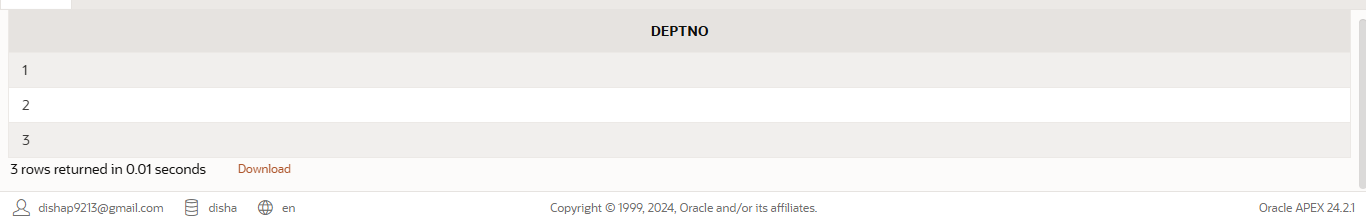 DEPTNO
1
2
3
3 rows returned in 0.01 seconds Download
dishap9213@gmail.com disha en Copyright © 1999, 2024, Oracle and/or its affiliates. Oracle APEX 24.2.1